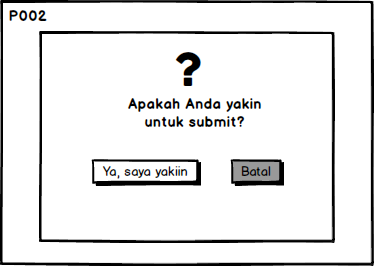 P002
?
Apakah Anda yakin
untuk submit?
Ya, saya yakiin
Batal